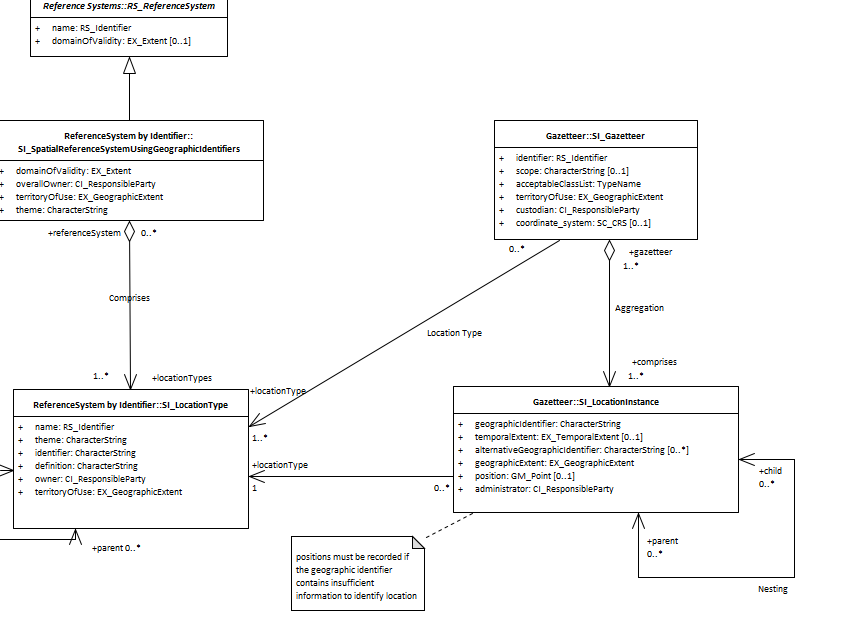 Reference Systems::RS_ReferenceSystem
+ name: RS_Identifier
+ domainOfValidity: EX_Extent [0..1]
ReferenceSystem by Identifier::
SI_SpatialReferenceSystemUsingGeographicIdentifiers
+ domainOfValidity: EX_Extent
+ overallOwner: CI_ResponsibleParty
+ territoryOfUse: EX_GeographicExtent
+ theme: CharacterString
Gazetteer::SI_Gazetteer
+ identifier: RS_Identifier
+ scope: CharacterString [0..1]
+ acceptableClassList: TypeName
+ territoryOfUse: EX_GeographicExtent
+ custodian: CI_ResponsibleParty
+ coordinate_system: SC_CRS [0..1]
+referenceSystem 0..*
0..*
+gazetteer
1..*
Comprises
Aggregation
Location Type
+comprises
1..*
1..* +locationTypes
+locationType
1..*
ReferenceSystem by Identifier::SI_LocationType
+ name: RS_Identifier
+ theme: CharacterString
+ identifier: CharacterString
+ definition: CharacterString
+ owner: CI_ResponsibleParty
+ territoryOfUse: EX_GeographicExtent
Gazetteer::SI_LocationInstance
+ geographicIdentifier: CharacterString
+ temporalExtent: EX_TemporalExtent [0..1]
+ alternativeGeographicIdentifier: CharacterString [0..*]
+ geographicExtent: EX_GeographicExtent
+ position: GM_Point [0..1]
+ administrator: CI_ResponsibleParty
+locationType
1 0..*
+child
0..*
+parent 0..*
+parent
0..*
Nesting
positions must be recorded if
the geographic identifier
contains insufficient
information to identify location